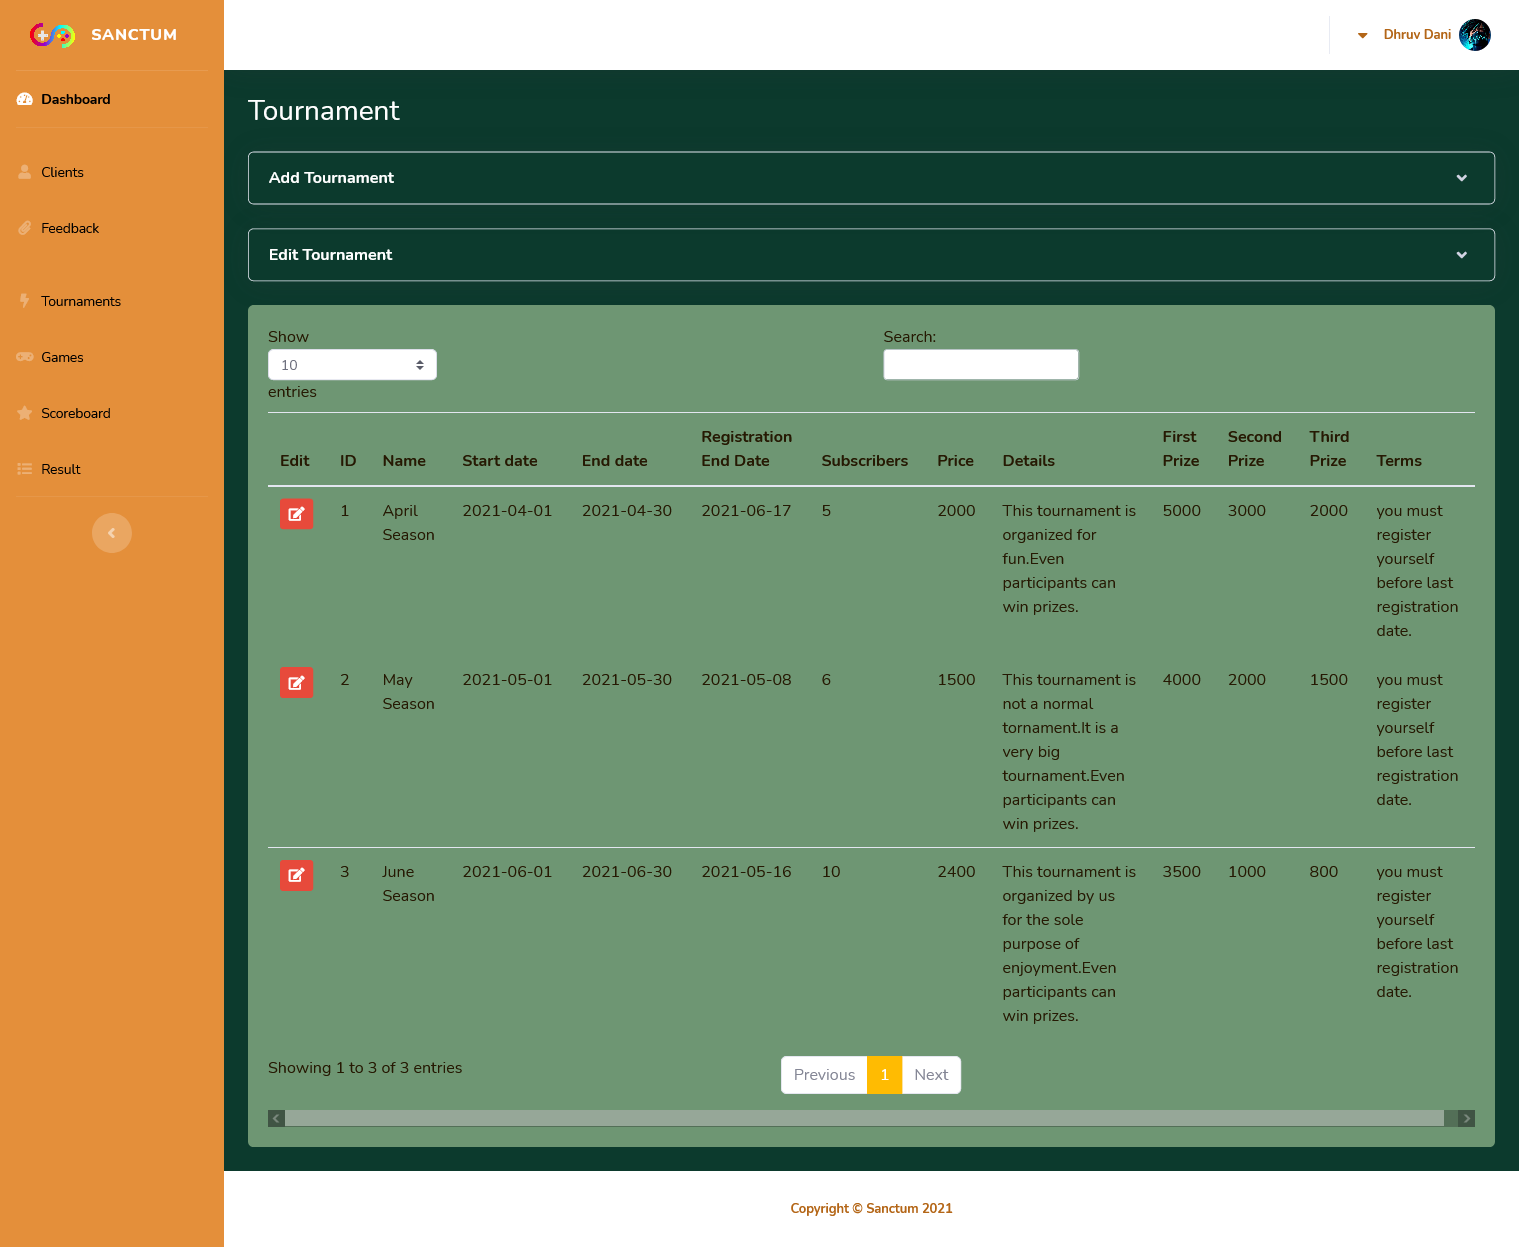 SANCTUM
Dhruv Dani
Dashboard
Clients
Feedback
Tournaments
Games
Scoreboard
Result
Tournament
Add Tournament
Edit Tournament
Show
10
entries
Search:
Edit ID Name Start date End date Registration End Date Subscribers Price Details First Prize Second Prize Third Prize Terms
1 April Season 2021-04-01 2021-04-30 2021-06-17 5 2000 This tournament is organized for fun.Even participants can win prizes. 5000 3000 2000 you must register yourself before last registration date.
2 May Season 2021-05-01 2021-05-30 2021-05-08 6 1500 This tournament is not a normal tornament.It is a very big tournament.Even participants can win prizes. 4000 2000 1500 you must register yourself before last registration date.
3 June Season 2021-06-01 2021-06-30 2021-05-16 10 2400 This tournament is organized by us for the sole purpose of enjoyment.Even participants can win prizes. 3500 1000 800 you must register yourself before last registration date.
Showing 1 to 3 of 3 entries
Previous 1 Next
Copyright © Sanctum 2021